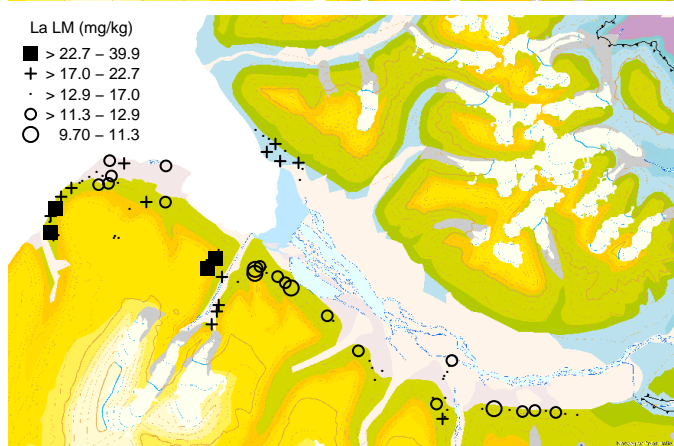 La LM (mg/kg)
> 22.7 – 39.9
> 17.0 – 22.7
> 12.9 – 17.0
> 11.3 – 12.9
9.70 – 11.3